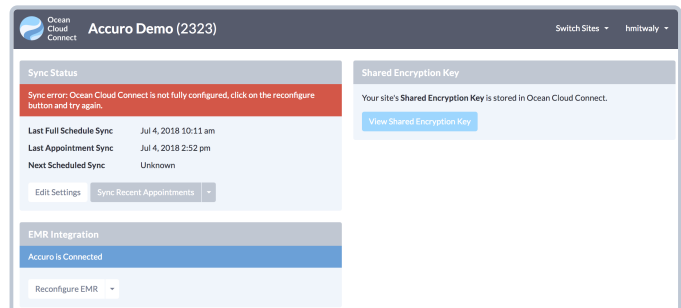 Ocean
Cloud
Connect
Accuro Demo (2323)
Switch Sites
hmitwaly
Sync Status
Sync error: Ocean Cloud Connect is not fully configured, click on the reconfigure
button and try again.
Last Full Schedule Sync Jul 4, 2018 10:11 am
Last Appointment Sync Jul 4, 2018 2:52 pm
Next Scheduled Sync Unknown
Edit Settings
Sync Recent Appointments
EMR Integration
Accuro is Connected
Reconfigure EMR
Shared Encryption Key
Your site's Shared Encryption Key is stored in Ocean Cloud Connect.
View Shared Encryption Key